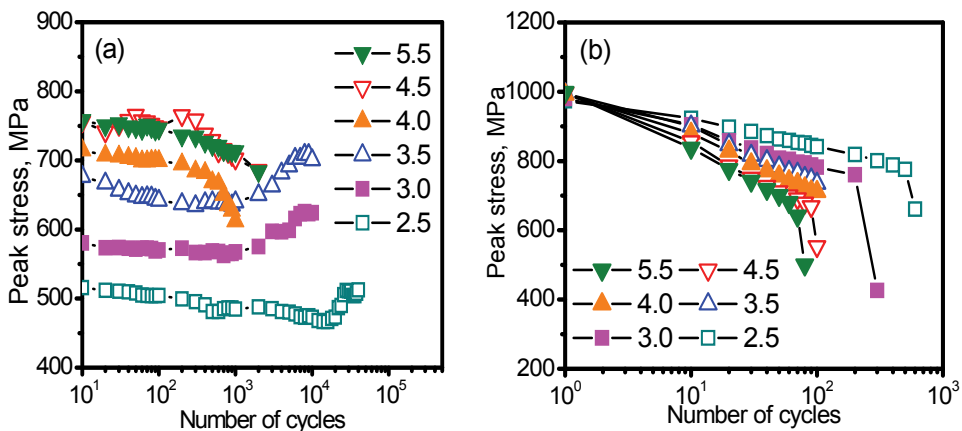 (a)
900
800
700
600
500
400
Peak stress, MPa
5.5
4.5
4.0
3.5
3.0
2.5
10^1 10^2 10^3 10^4 10^5
Number of cycles
(b)
1200
1000
800
600
400
200
Peak stress, MPa
5.5 4.5
4.0 3.5
3.0 2.5
10^0 10^1 10^2 10^3
Number of cycles